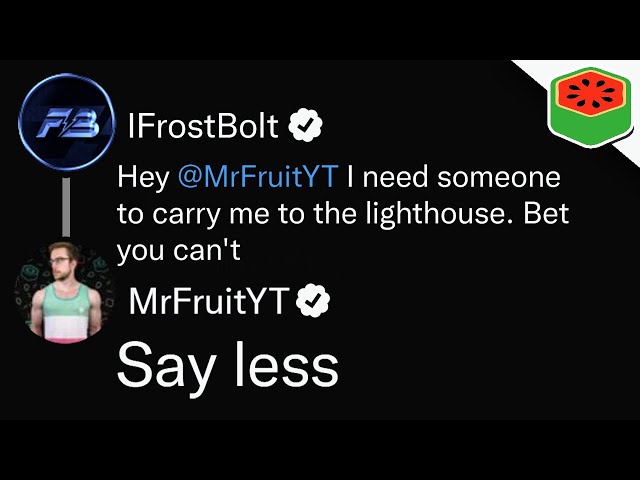 FB
IFrostBolt
Hey @MrFruitYT I need someone
to carry me to the lighthouse. Bet
you can't
MrFruitYT
Say less